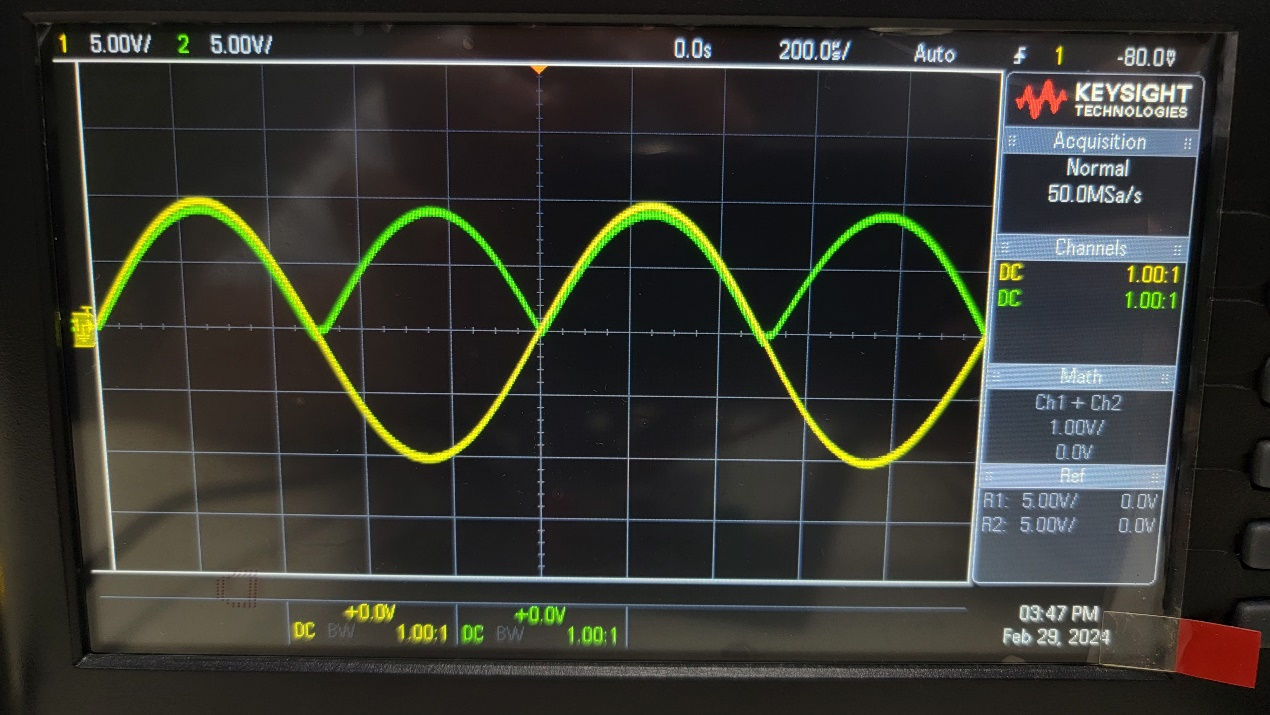 1 5.00V/ 2 5.00V/ 0.0s 200.0µs/ Auto 1 -80.0mV
KEYSIGHT
TECHNOLOGIES
Acquisition
Normal
50.0MSa/s
Channels
DC 1.00:1
DC 1.00:1
Math
Ch1 + Ch2
1.00V/
0.0V
Ref
R1: 5.00V/ 0.0V
R2: 5.00V/ 0.0V
+0.0V +0.0V
DC BW 1.00:1 DC BW 1.00:1
03:47 PM
Feb 29, 2024